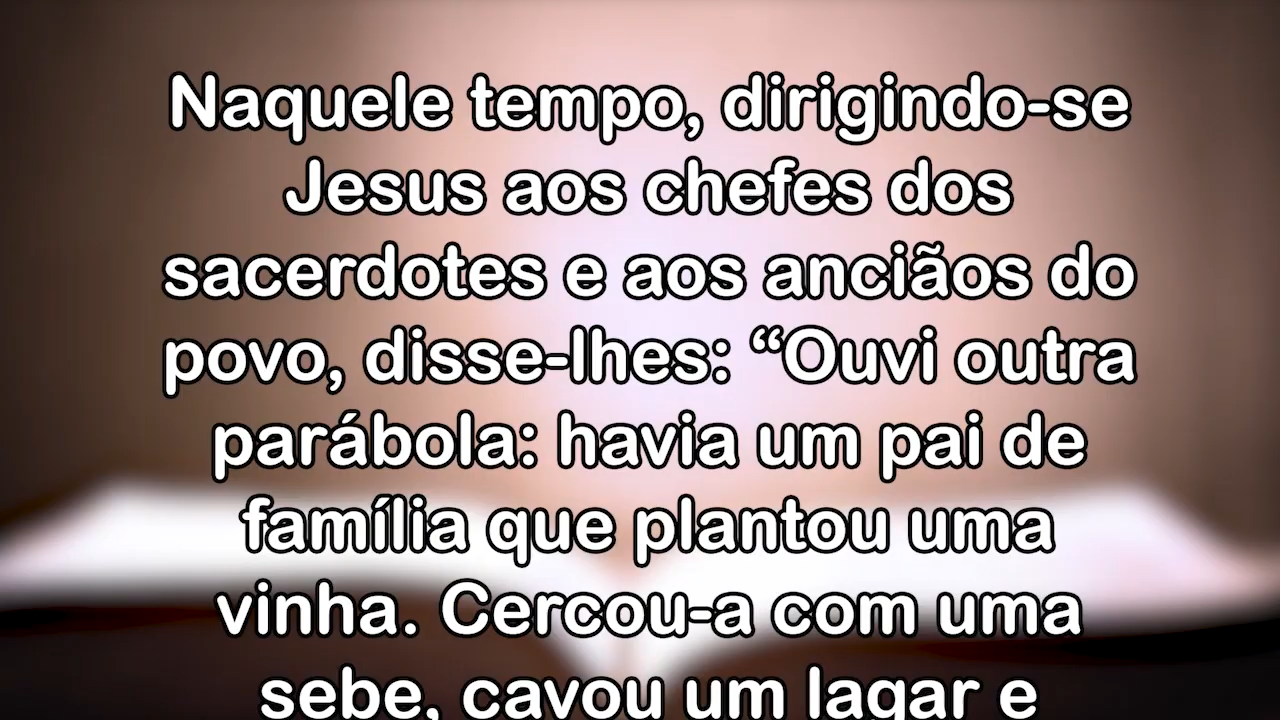 Naquele tempo, dirigindo-se
Jesus aos chefes dos
sacerdotes e aos anciãos do
povo, disse-lhes: “Ouvi outra
parábola: havia um pai de
família que plantou uma
vinha. Cercou-a com uma
sebe, cavou um lagar e